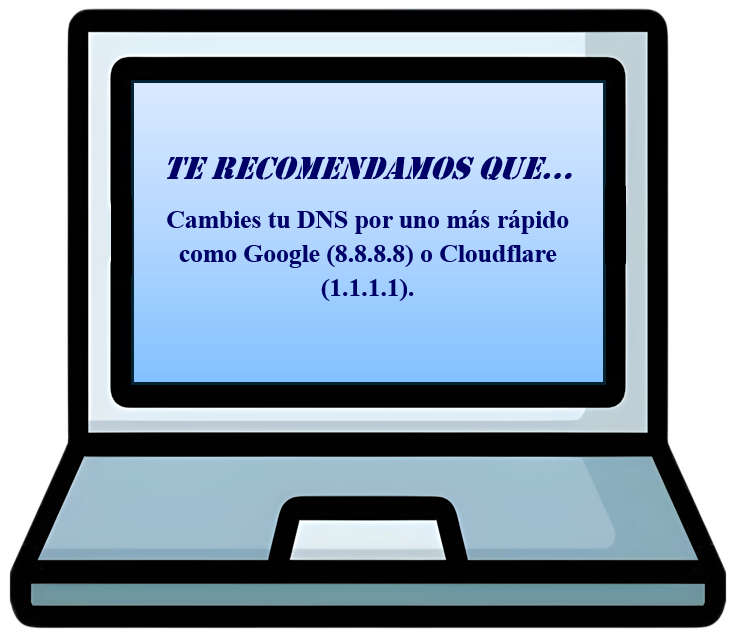 TE RECOMENDAMOS QUE...
Cambies tu DNS por uno más rápido
como Google (8.8.8.8) o Cloudflare
(1.1.1.1).